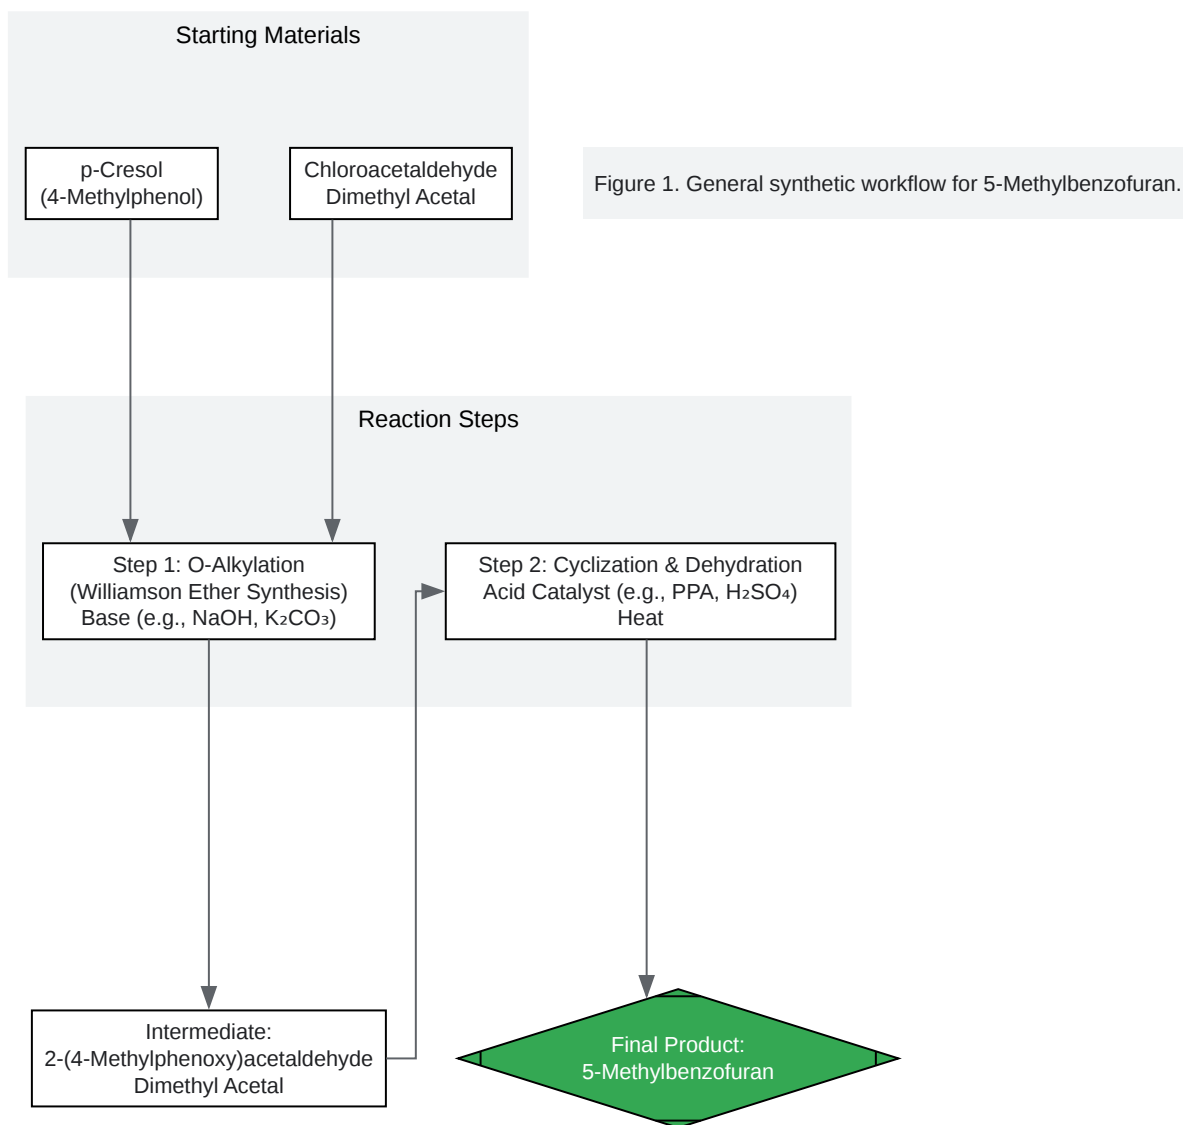 Starting Materials
p-Cresol
(4-Methylphenol)
Chloroacetaldehyde
Dimethyl Acetal
Figure 1. General synthetic workflow for 5-Methylbenzofuran.
Reaction Steps
Step 1: O-Alkylation
(Williamson Ether Synthesis)
Base (e.g., NaOH, K₂CO₃)
Step 2: Cyclization & Dehydration
Acid Catalyst (e.g., PPA, H₂SO₄)
Heat
Intermediate:
2-(4-Methylphenoxy)acetaldehyde
Dimethyl Acetal
Final Product:
5-Methylbenzofuran